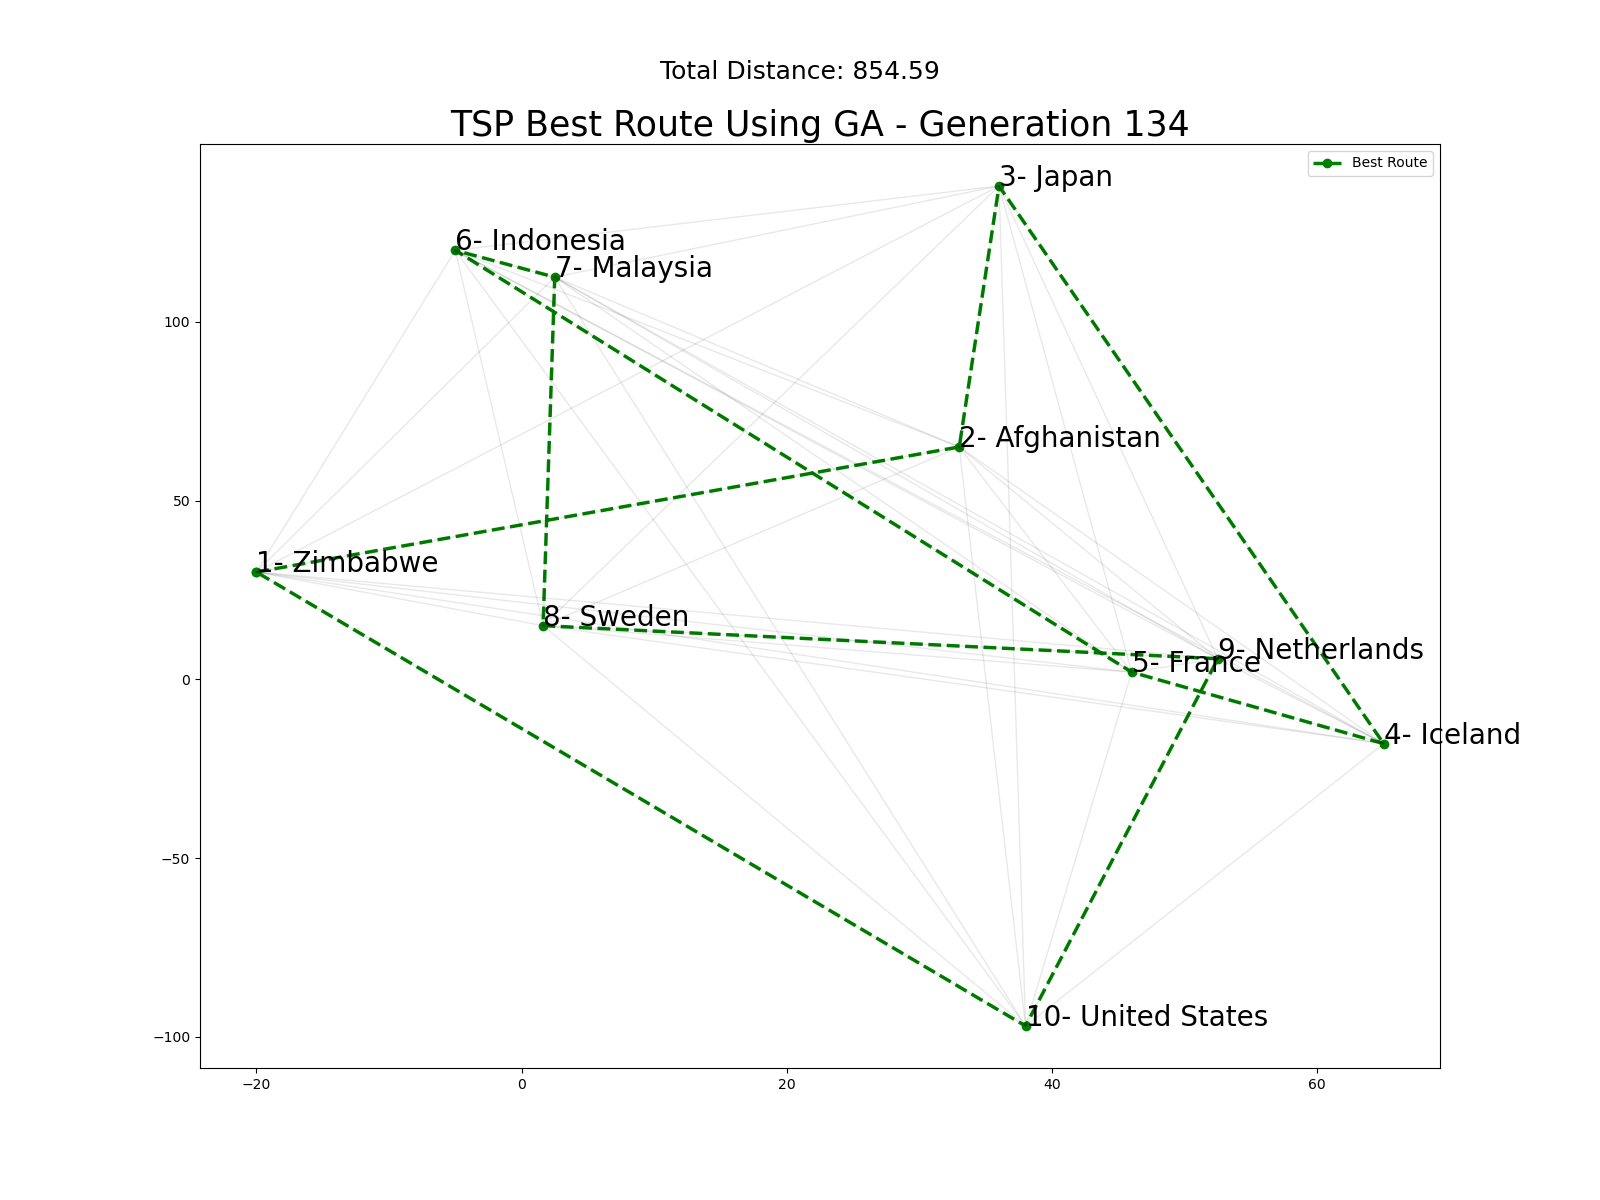 Total Distance: 854.59
TSP Best Route Using GA - Generation 134
Best Route
3- Japan
6- Indonesia
7- Malaysia
2- Afghanistan
1- Zimbabwe
8- Sweden
9- Netherlands
5- France
4- Iceland
10- United States
100
50
0
−50
−100
−20
0
20
40
60